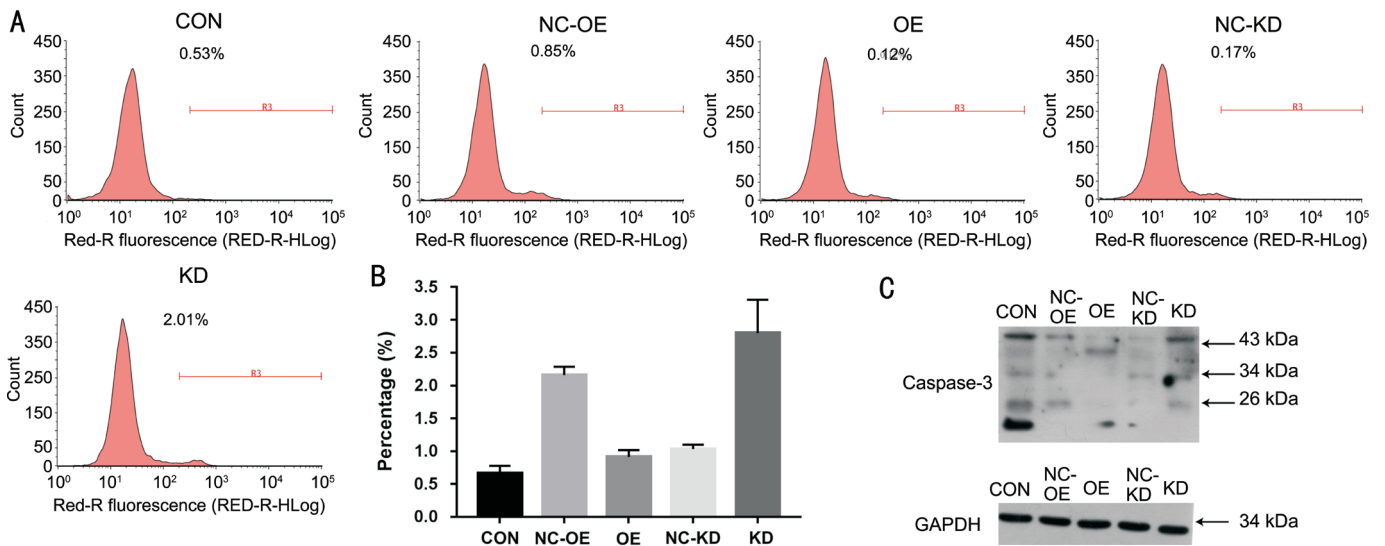 A
CON
0.53%
450
350
250
150
50
0
Count
R3
10⁰ 10¹ 10² 10³ 10⁴ 10⁵
Red-R fluorescence (RED-R-HLog)
NC-OE
0.85%
450
350
250
150
50
0
Count
R3
10⁰ 10¹ 10² 10³ 10⁴ 10⁵
Red-R fluorescence (RED-R-HLog)
OE
0.12%
450
350
250
150
50
0
Count
R3
10⁰ 10¹ 10² 10³ 10⁴ 10⁵
Red-R fluorescence (RED-R-HLog)
NC-KD
0.17%
450
350
250
150
50
0
Count
R3
10⁰ 10¹ 10² 10³ 10⁴ 10⁵
Red-R fluorescence (RED-R-HLog)
KD
2.01%
450
350
250
150
50
0
Count
R3
10⁰ 10¹ 10² 10³ 10⁴ 10⁵
Red-R fluorescence (RED-R-HLog)
B
3.5
3.0
2.5
2.0
1.5
1.0
0.5
0.0
Percentage (%)
CON NC-OE OE NC-KD KD
C
CON NC-OE OE NC-KD KD
Caspase-3
43 kDa
34 kDa
26 kDa
CON NC-OE OE NC-KD KD
GAPDH
34 kDa